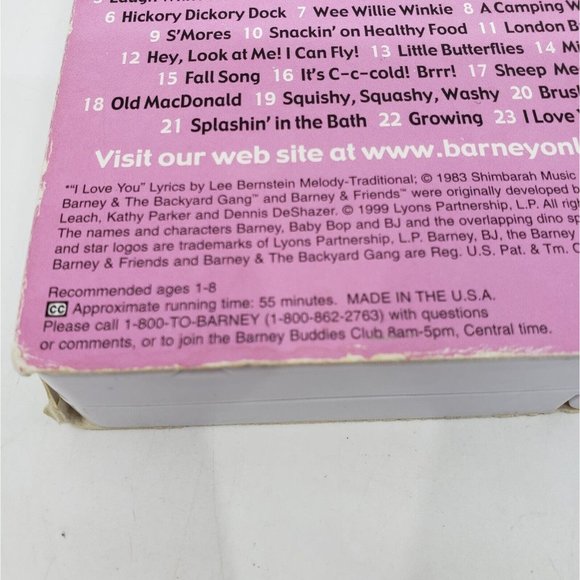 6 Hickory Dickory Dock 7 Wee Willie Winkie 8 A Camping
9 S'Mores 10 Snackin' on Healthy Food 11 London
12 Hey, Look at Me! I Can Fly! 13 Little Butterflies 14
15 Fall Song 16 It's C-c-cold! Brrr! 17 Sheep
18 Old MacDonald 19 Squishy, Squashy, Washy 20 Brush
21 Splashin' in the Bath 22 Growing 23 I Love
Visit our web site at www.barneyonl
*"I Love You" Lyrics by Lee Bernstein Melody-Traditional; © 1983 Shimbarah Music
Barney & The Backyard Gang™ and Barney & Friends™ were originally developed b
Leach, Kathy Parker and Dennis DeShazer. © 1999 Lyons Partnership, L.P. All righ
The names and characters Barney, Baby Bop and BJ and the overlapping dino s
and star logos are trademarks of Lyons Partnership, L.P. Barney, BJ, the Barney
Barney & Friends and Barney & The Backyard Gang are Reg. U.S. Pat. & Tm. O
Recommended ages 1-8
CC Approximate running time: 55 minutes. MADE IN THE U.S.A.
Please call 1-800-TO-BARNEY (1-800-862-2763) with questions
or comments, or to join the Barney Buddies Club 8am-5pm, Central time.